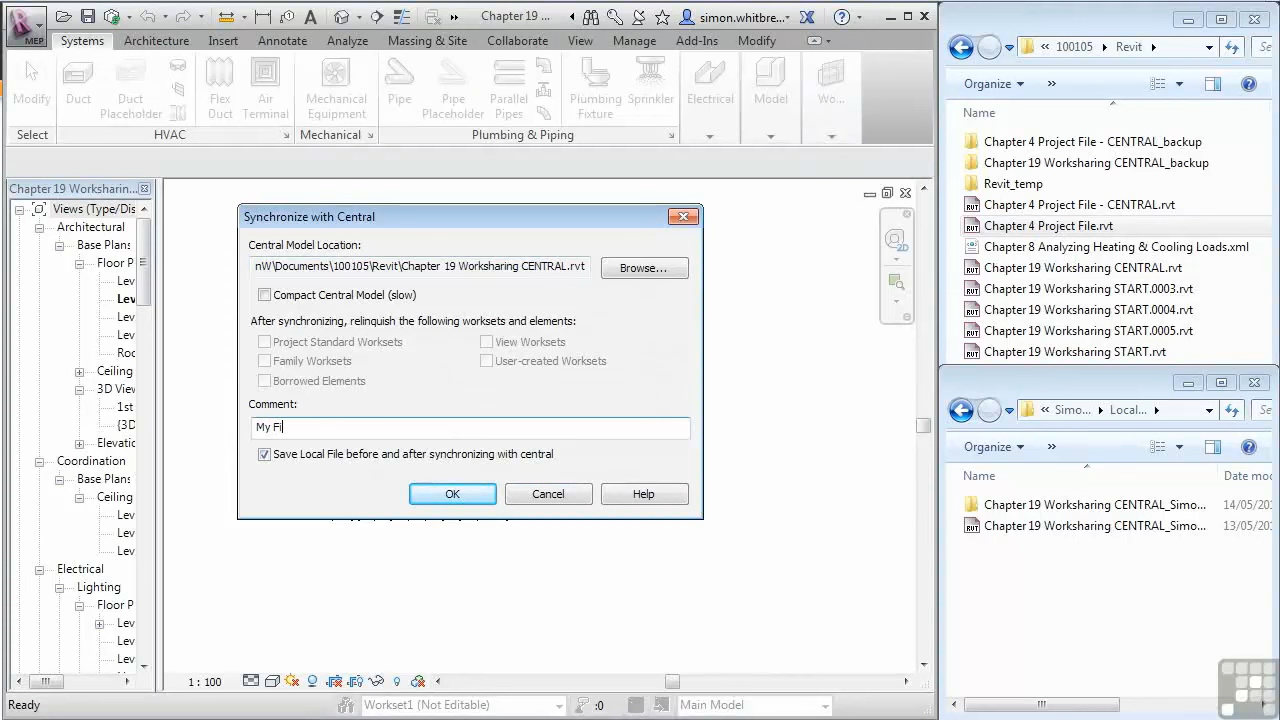 Chapter 19 ...
simon.whitbre...
MEP
Systems Architecture Insert Annotate Analyze Massing & Site Collaborate View Manage Add-Ins Modify
Modify Duct Duct Placeholder Flex Duct Air Terminal Mechanical Equipment Pipe Pipe Placeholder Parallel Pipes Plumbing Fixture Sprinkler Electrical Model Wo...
Select HVAC Mechanical Plumbing & Piping
Chapter 19 Worksharin...
Views (Type/Dis
Architectural
Base Plans
Floor P
Lev
Lev
Lev
Lev
Roo
Ceiling
3D View
1st
{3D
Elevatio
Coordination
Base Plans
Ceiling
Lev
Lev
Lev
Electrical
Lighting
Floor P
Lev
Lev
Lev
Synchronize with Central
Central Model Location:
nW\Documents\100105\Revit\Chapter 19 Worksharing CENTRAL.rvt
Browse...
Compact Central Model (slow)
After synchronizing, relinquish the following worksets and elements:
Project Standard Worksets View Worksets
Family Worksets User-created Worksets
Borrowed Elements
Comment:
My Fi
Save Local File before and after synchronizing with central
OK Cancel Help
2D
1 : 100
Ready
Workset1 (Not Editable)
:0
Main Model
« 100105 Revit
Organize »
Name
Chapter 4 Project File - CENTRAL_backup
Chapter 19 Worksharing CENTRAL_backup
Revit_temp
Chapter 4 Project File - CENTRAL.rvt
Chapter 4 Project File.rvt
Chapter 8 Analyzing Heating & Cooling Loads.xml
Chapter 19 Worksharing CENTRAL.rvt
Chapter 19 Worksharing START.0003.rvt
Chapter 19 Worksharing START.0004.rvt
Chapter 19 Worksharing START.0005.rvt
Chapter 19 Worksharing START.rvt
« Simo... Local...
Organize »
Name Date mo
Chapter 19 Worksharing CENTRAL_Simo... 14/05/20
Chapter 19 Worksharing CENTRAL_Simo... 13/05/20